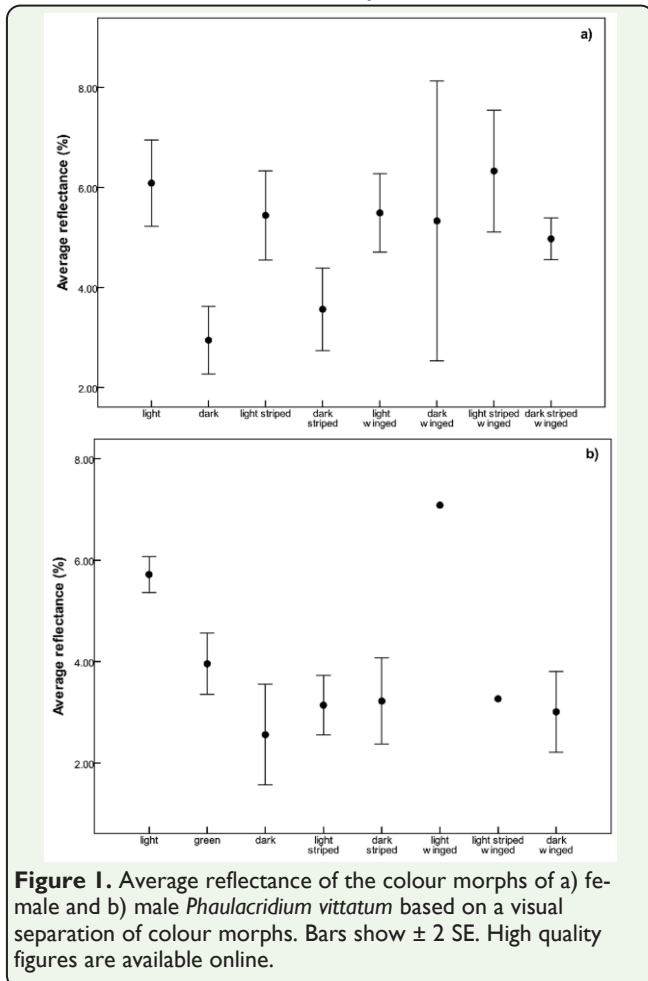 a)
Average reflectance (%)
8.00
6.00
4.00
2.00
light dark light striped dark striped light winged dark winged light striped winged dark striped winged
b)
Average reflectance (%)
8.00
6.00
4.00
2.00
light green dark light striped dark striped light winged light striped winged dark winged
Figure 1. Average reflectance of the colour morphs of a) fe-
male and b) male Phaulacridium vittatum based on a visual
separation of colour morphs. Bars show ± 2 SE. High quality
figures are available online.